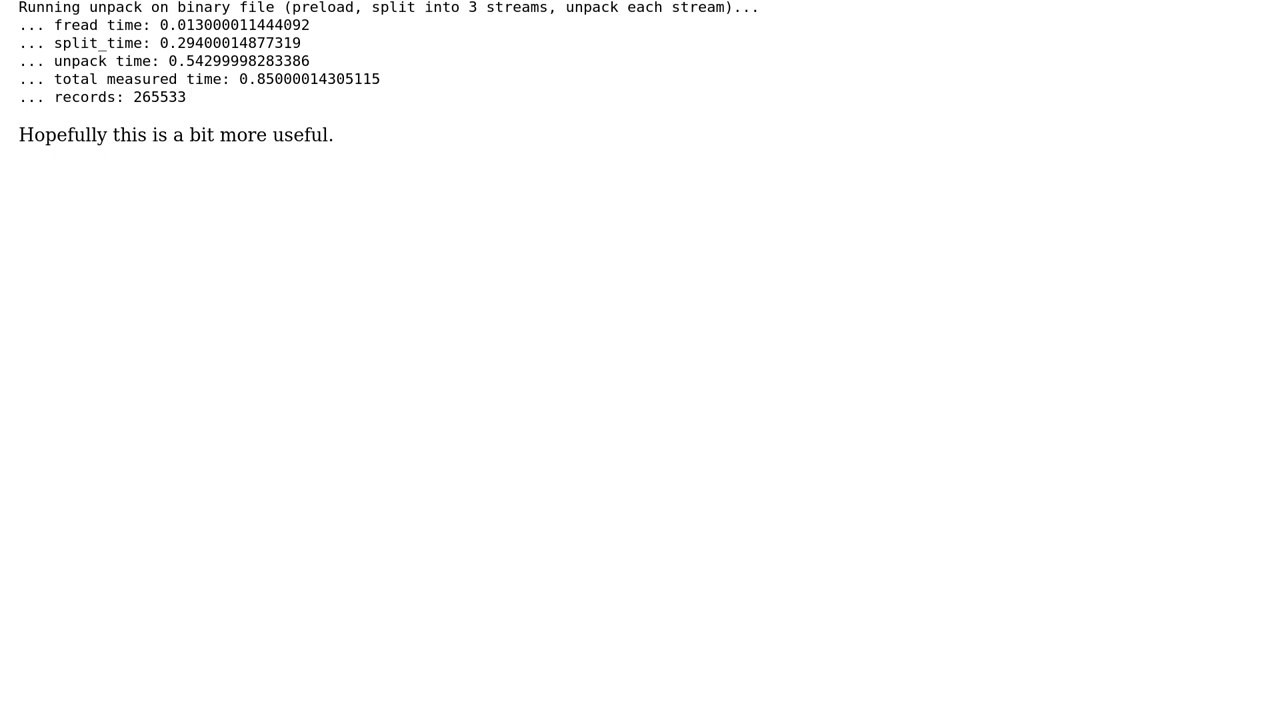 Running unpack on binary file (preload, split into 3 streams, unpack each stream)...
... fread time: 0.013000011444092
... split_time: 0.29400014877319
... unpack time: 0.54299998283386
... total measured time: 0.85000014305115
... records: 265533
Hopefully this is a bit more useful.